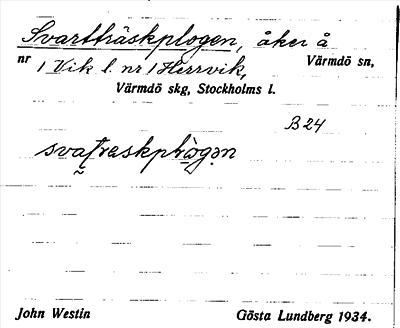 Svartträskplogen, åker å
nr 1 Vik l. nr 1 Herrvik, Värmdö sn,
Värmdö skg, Stockholms l.
B 24
John Westin Gösta Lundberg 1934.